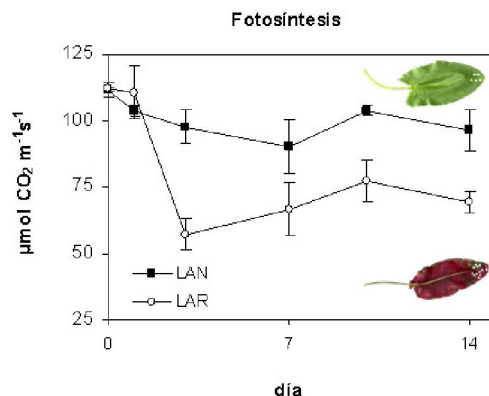 Fotosíntesis
125
100
75
50
25
µmol CO₂ m⁻¹s⁻¹
LAN
LAR
0 7 14
día